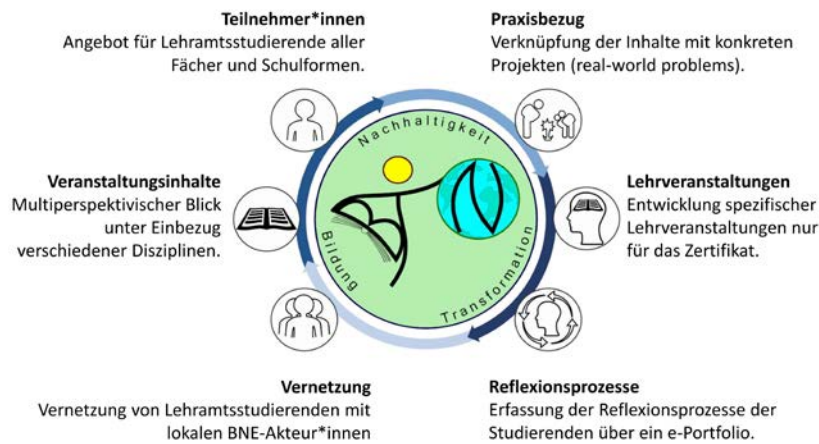 Teilnehmer*innen
Angebot für Lehramtsstudierende aller
Fächer und Schulformen.
Praxisbezug
Verknüpfung der Inhalte mit konkreten
Projekten (real-world problems).
Nachhaltigkeit
Veranstaltungsinhalte
Multiperspektivischer Blick
unter Einbezug
verschiedener Disziplinen.
Lehrveranstaltungen
Entwicklung spezifischer
Lehrveranstaltungen nur
für das Zertifikat.
Bildung
Transformation
Vernetzung
Vernetzung von Lehramtsstudierenden mit
lokalen BNE-Akteur*innen
Reflexionsprozesse
Erfassung der Reflexionsprozesse der
Studierenden über ein e-Portfolio.